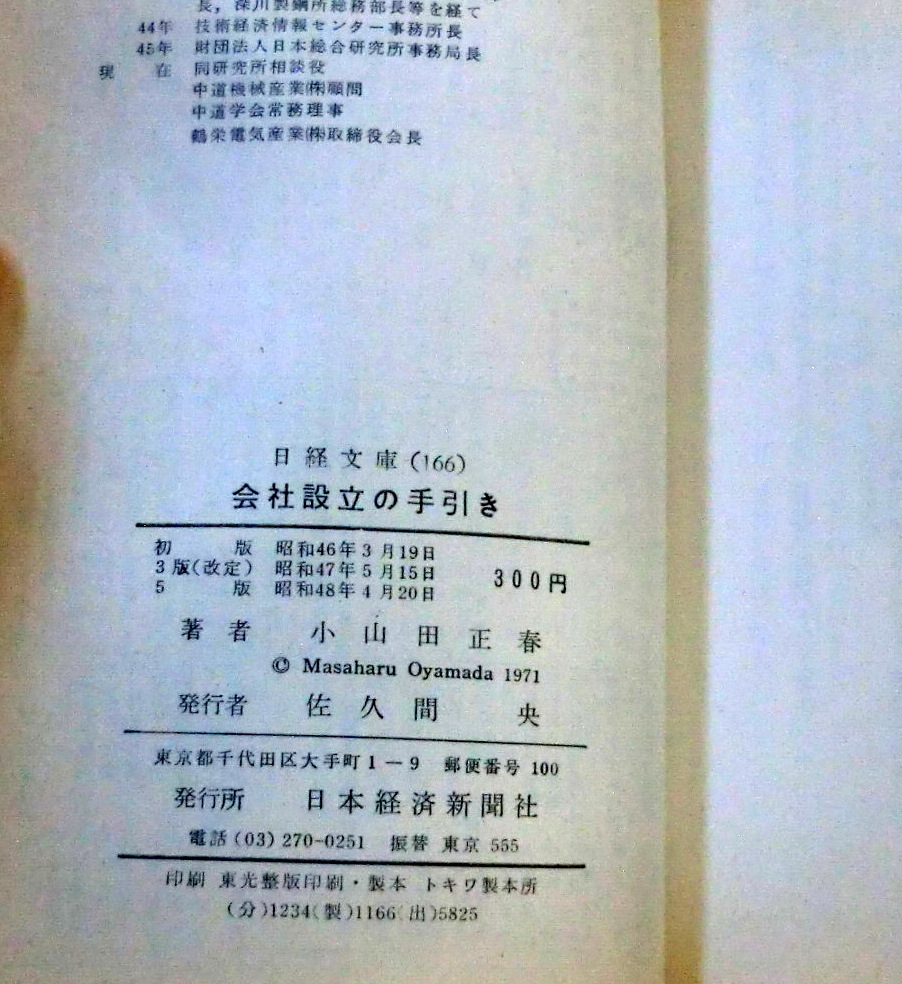 長，深川製鋼所総務部長等を経て
44年 技術経済情報センター事務所長
45年 財団法人日本総合研究所事務局長
現 在 同研究所相談役
中道機械産業㈱顧問
中道学会常務理事
鶴栄電気産業㈱取締役会長
日経文庫(166)
会社設立の手引き
初 版 昭和46年3月19日
3版(改定) 昭和47年5月15日
5 版 昭和48年4月20日
300円
著 者 小山田正春
© Masaharu Oyamada 1971
発行者 佐久間 央
東京都千代田区大手町1−9 郵便番号 100
発行所 日本経済新聞社
電話(03)270-0251 振替 東京 555
印刷 東光整版印刷・製本 トキワ製本所
(分)1234(製)1166(出)5825